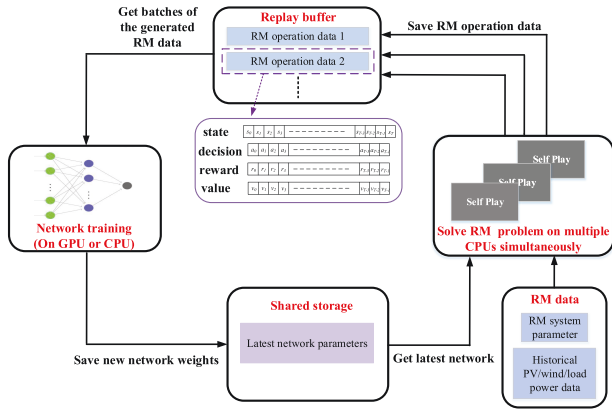 Get batches of
the generated
RM data
Replay buffer
RM operation data 1
RM operation data 2
Save RM operation data
state
decision
reward
value
Self Play
Self Play
Self Play
Solve RM problem on multiple
CPUs simultaneously
Network training
(On GPU or CPU)
Shared storage
Latest network parameters
Save new network weights
Get latest network
RM data
RM system
parameter
Historical
PV/wind/load
power data